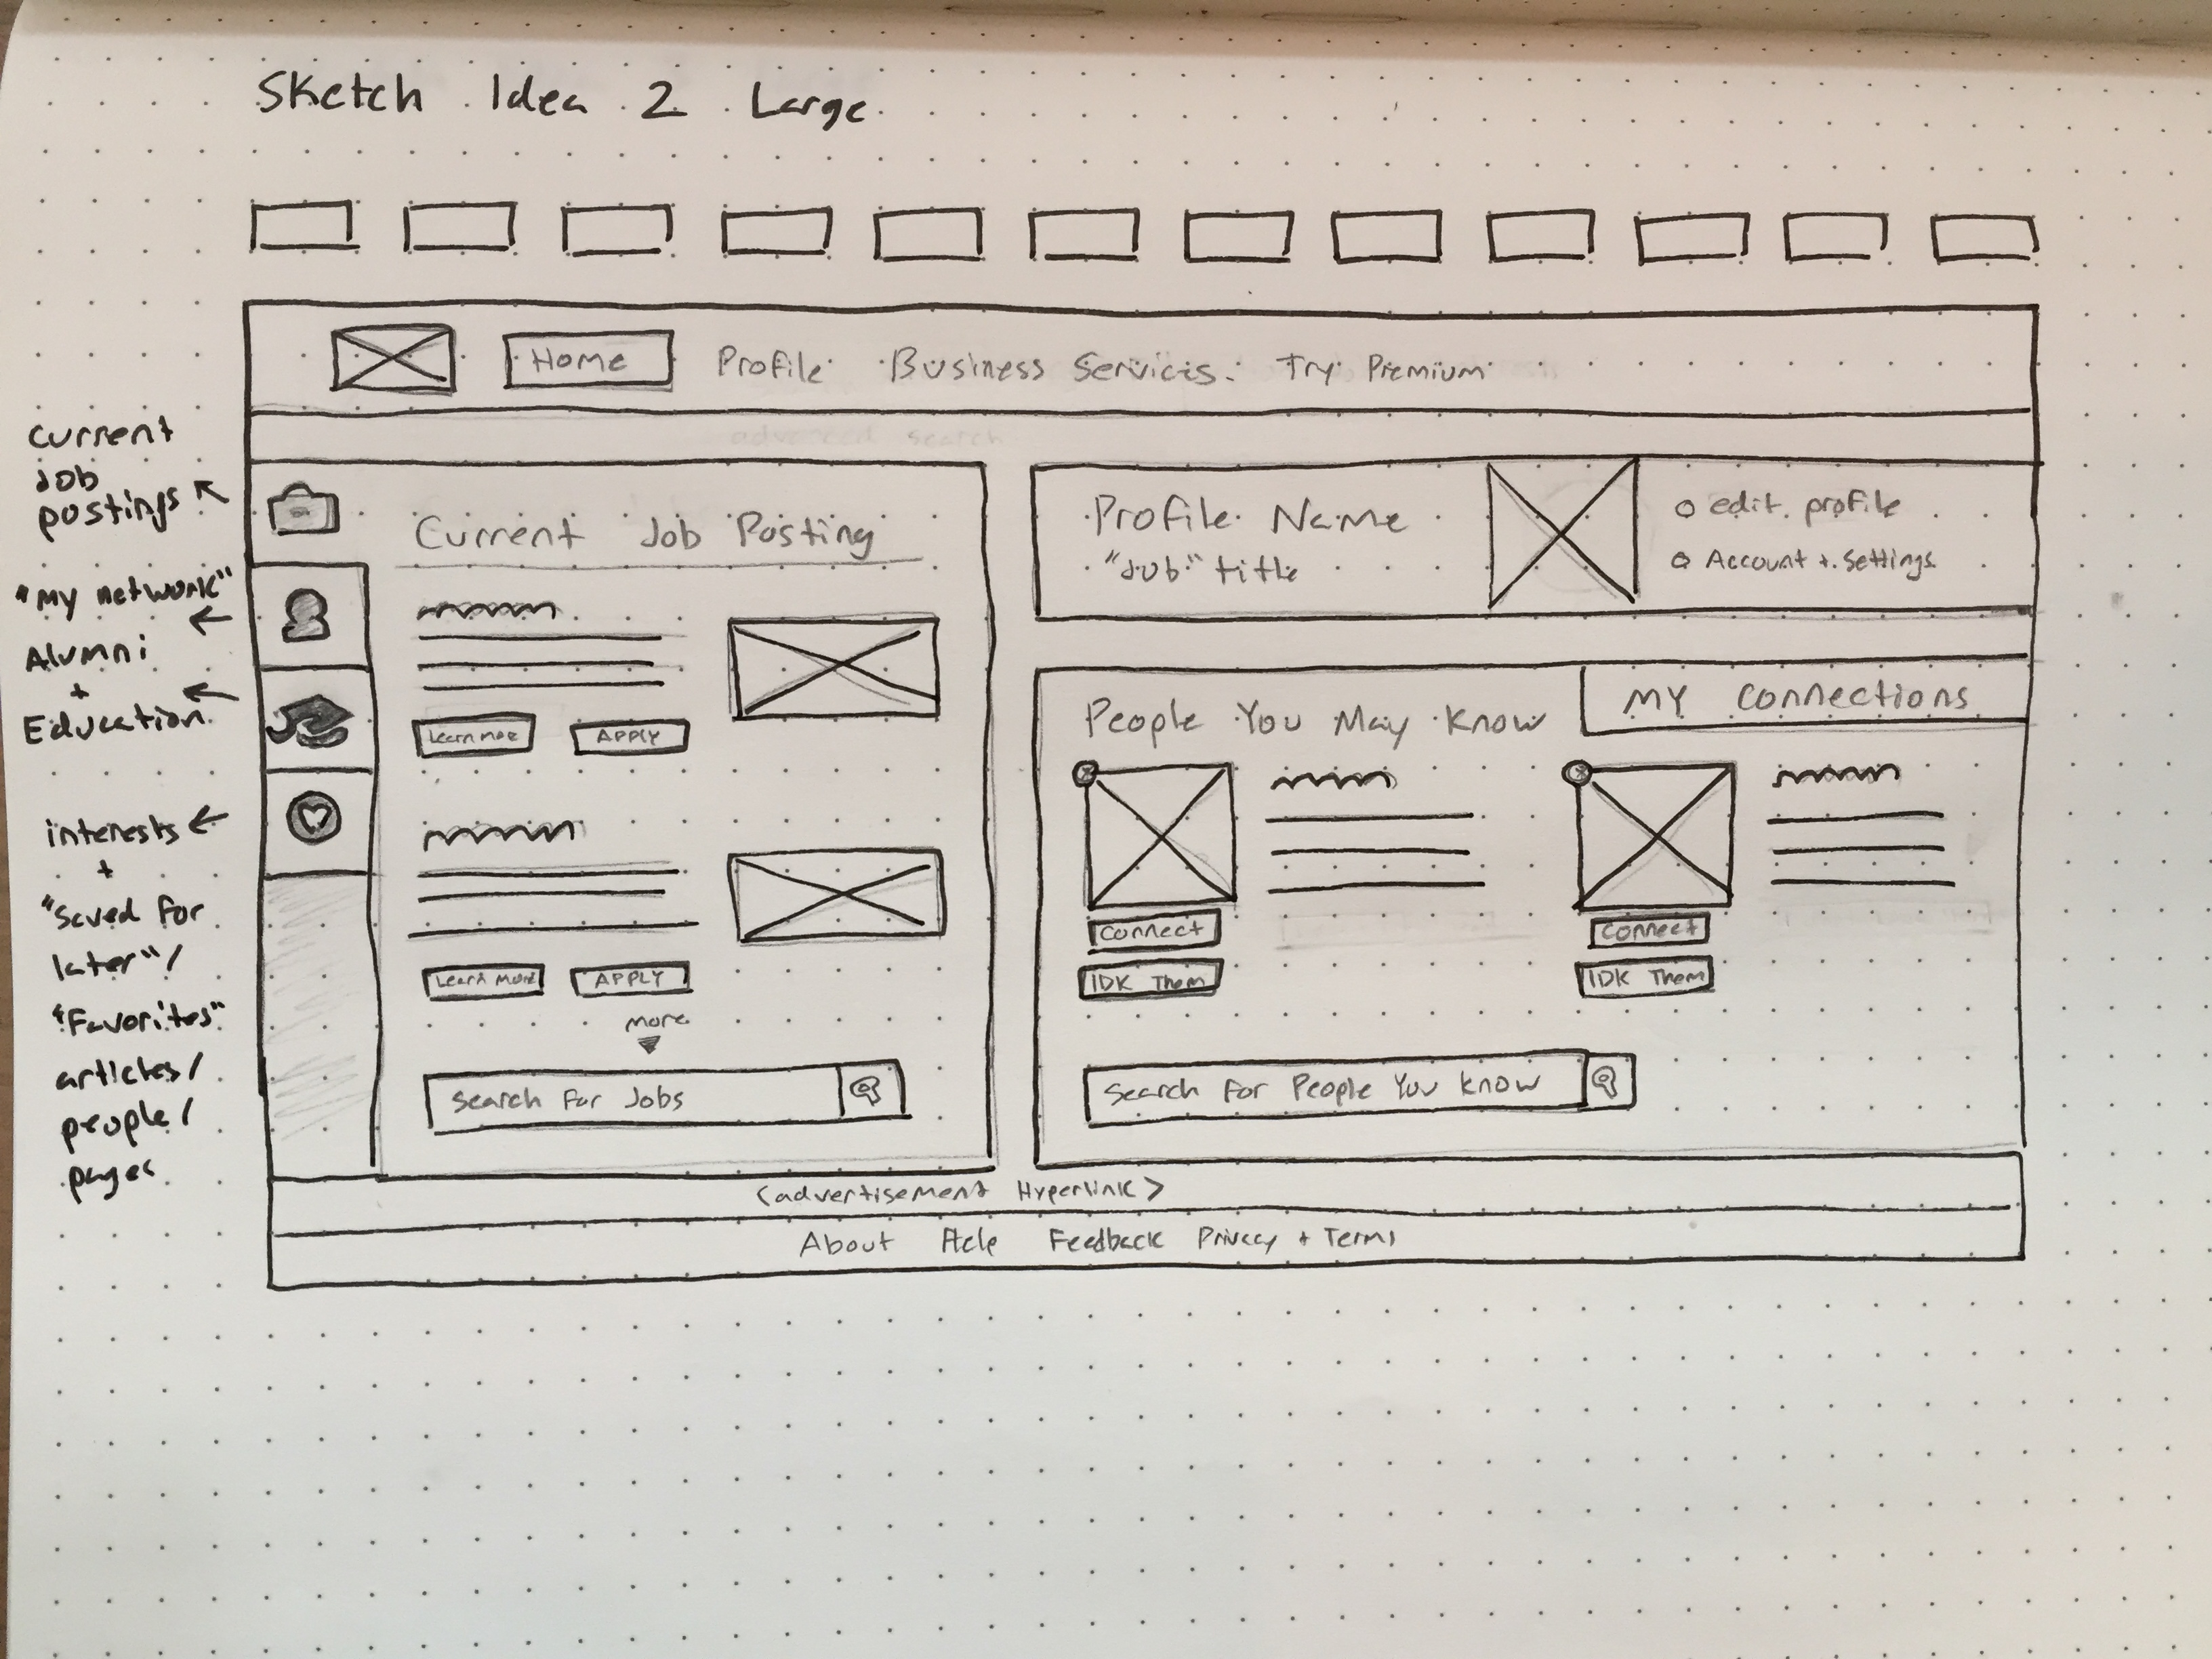 Sketch Idea 2 Large
Home Profile Business Services Try Premium
advanced search
Current
Job
postings
"My network"
Alumni
+
Education
interests
+
"Saved for
later"/
"Favorites"
articles/
people/
pages
Current Job Posting
Learn more APPLY
Learn More APPLY
more
Search For Jobs
Profile Name
"Job" title
edit profile
Account + Settings
People You May Know
MY Connections
Connect
IDK Them
Connect
IDK Them
Search For People You Know
<advertisement Hyperlink>
About Help Feedback Privacy + Terms